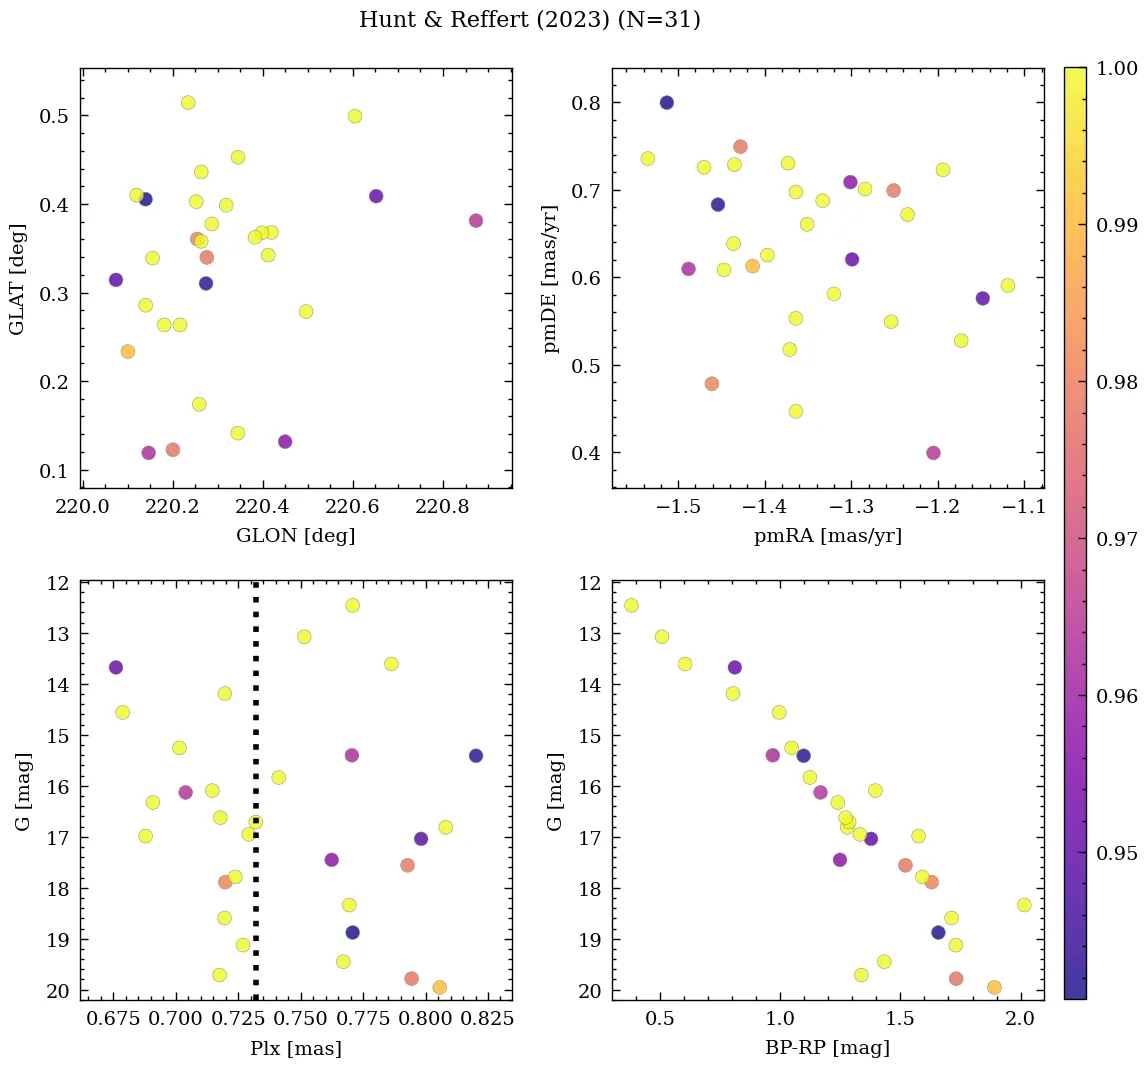 Hunt & Reffert (2023) (N=31)
0.5
0.4
0.3
0.2
0.1
GLAT [deg]
220.0 220.2 220.4 220.6 220.8
GLON [deg]
0.8
0.7
0.6
0.5
0.4
pmDE [mas/yr]
−1.5 −1.4 −1.3 −1.2 −1.1
pmRA [mas/yr]
12
13
14
15
16
17
18
19
20
G [mag]
0.675 0.700 0.725 0.750 0.775 0.800 0.825
Plx [mas]
12
13
14
15
16
17
18
19
20
G [mag]
0.5 1.0 1.5 2.0
BP-RP [mag]
1.00
0.99
0.98
0.97
0.96
0.95